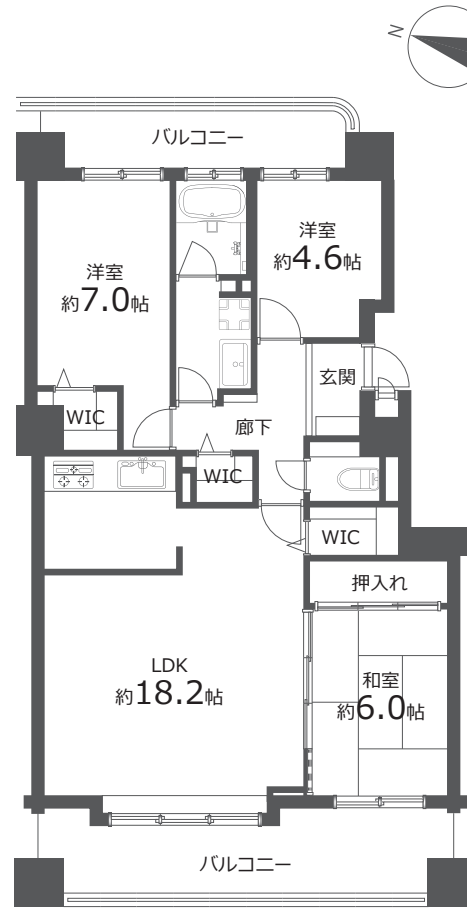 N
バルコニー
洋室
約7.0帖
洋室
約4.6帖
玄関
WIC
廊下
WIC
WIC
押入れ
LDK
約18.2帖
和室
約6.0帖
バルコニー